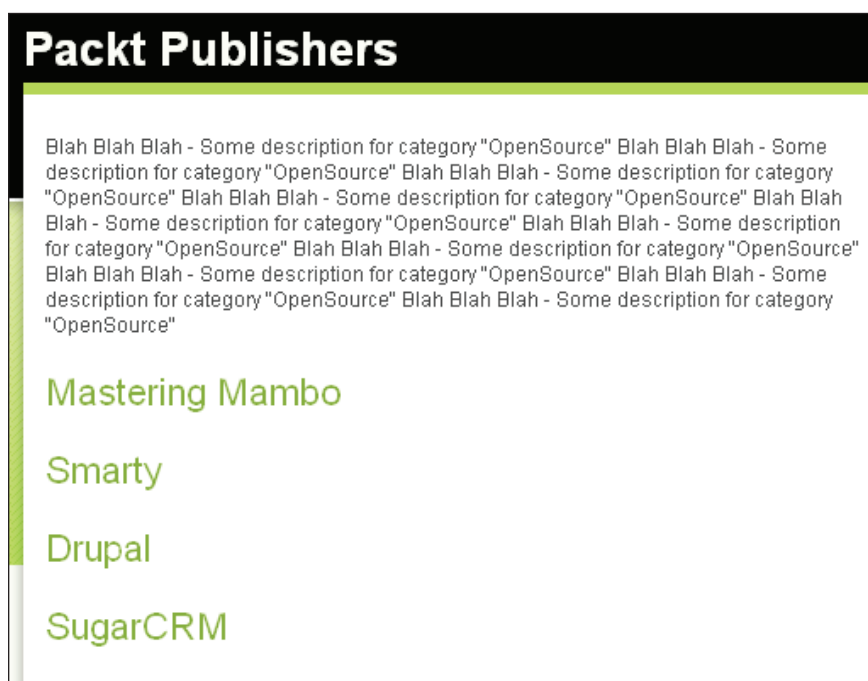 Packt Publishers
Blah Blah Blah - Some description for category "OpenSource" Blah Blah Blah - Some
description for category "OpenSource" Blah Blah Blah - Some description for category
"OpenSource" Blah Blah Blah - Some description for category "OpenSource" Blah Blah
Blah - Some description for category "OpenSource" Blah Blah Blah - Some description
for category "OpenSource" Blah Blah Blah - Some description for category "OpenSource"
Blah Blah Blah - Some description for category "OpenSource" Blah Blah Blah - Some
description for category "OpenSource" Blah Blah Blah - Some description for category
"OpenSource"
Mastering Mambo
Smarty
Drupal
SugarCRM